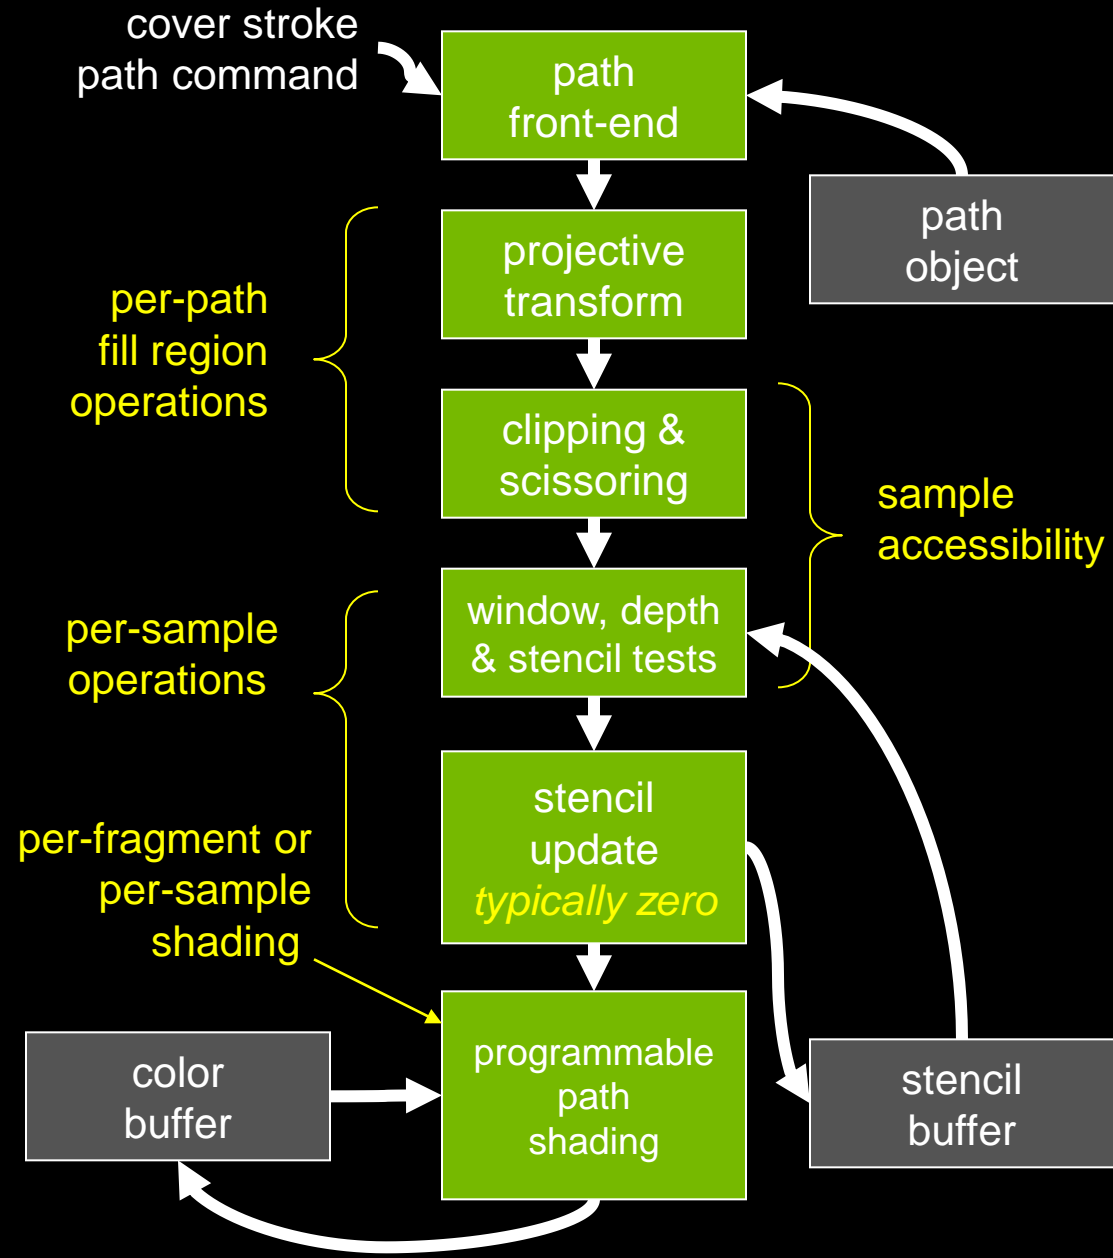 cover stroke
path command
path
front-end
path
object
projective
transform
per-path
fill region
operations
clipping &
scissoring
sample
accessibility
window, depth
& stencil tests
per-sample
operations
stencil
update
typically zero
per-fragment or
per-sample
shading
programmable
path
shading
color
buffer
stencil
buffer